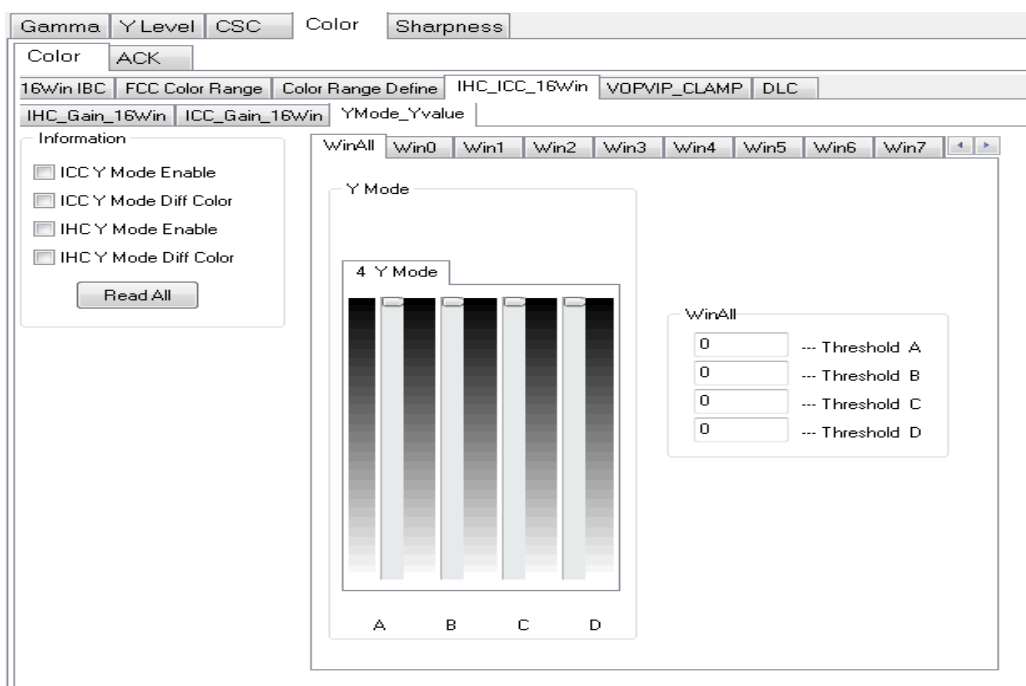 Gamma Y Level CSC Color Sharpness
Color ACK
16Win IBC FCC Color Range Color Range Define IHC_ICC_16Win VOPVIP_CLAMP DLC
IHC_Gain_16Win ICC_Gain_16Win YMode_Yvalue
Information
ICC Y Mode Enable
ICC Y Mode Diff Color
IHC Y Mode Enable
IHC Y Mode Diff Color
Read All
WinAll Win0 Win1 Win2 Win3 Win4 Win5 Win6 Win7
Y Mode
4 Y Mode
A B C D
WinAll
0 --- Threshold A
0 --- Threshold B
0 --- Threshold C
0 --- Threshold D